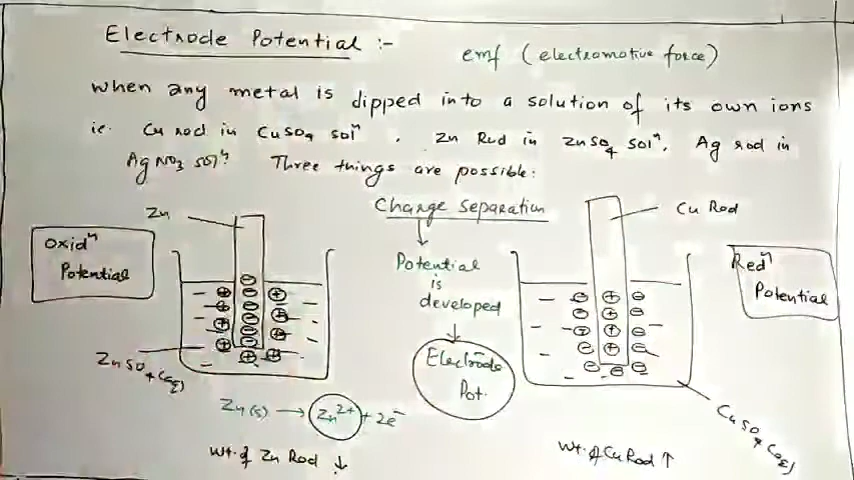 Electrode Potential :-
emf (electromotive force)
when any metal is dipped into a solution of its own ions
ie. Cu rod in CuSO4 solⁿ. Zn Rod in ZnSO4 solⁿ. Ag rod in
AgNO3 solⁿ. Three things are possible:
Zn
Charge Separation
Cu Rod
Oxidⁿ
Potential
Potential
is
developed
Redⁿ
Potential
Electrode
Pot.
ZnSO4(aq)
Zn(s) → Zn²⁺ + 2e⁻
CuSO4(aq)
Wt. of Zn Rod ↓
Wt. of Cu Rod ↑